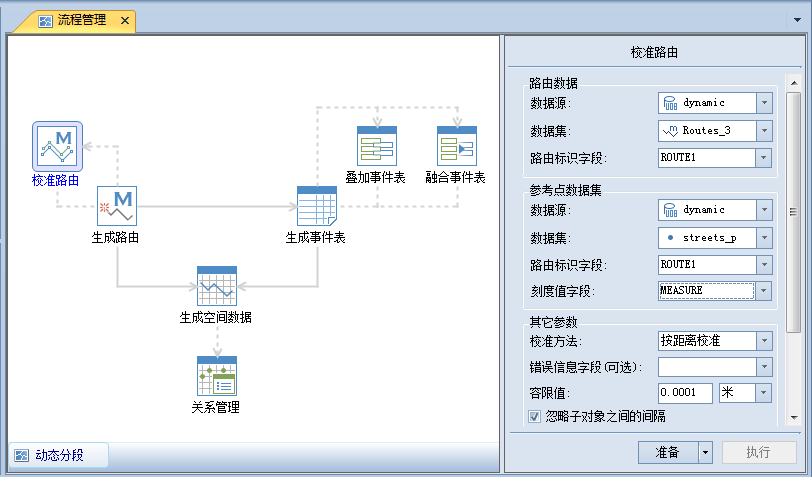 流程管理
校准路由
生成路由
叠加事件表
融合事件表
生成事件表
生成空间数据
关系管理
动态分段
校准路由
路由数据
数据源: dynamic
数据集: Routes_3
路由标识字段: ROUTE1
参考点数据集
数据源: dynamic
数据集: streets_p
路由标识字段: ROUTE1
刻度值字段: MEASURE
其它参数
校准方法: 按距离校准
错误信息字段(可选):
容限值: 0.0001 米
忽略子对象之间的间隔
准备 执行